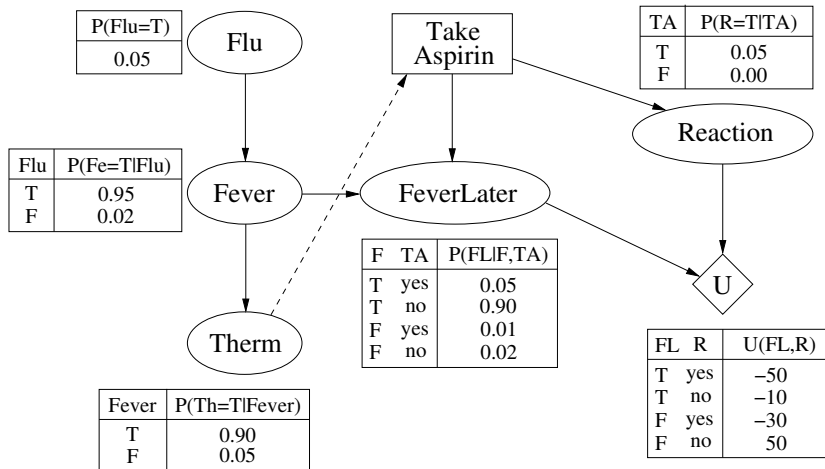 P(Flu=T)
0.05
Flu
Take
Aspirin
TA P(R=T|TA)
T 0.05
F 0.00
Reaction
Flu P(Fe=T|Flu)
T 0.95
F 0.02
Fever
FeverLater
F TA P(FL|F,TA)
T yes 0.05
T no 0.90
F yes 0.01
F no 0.02
U
Therm
FL R U(FL,R)
T yes −50
T no −10
F yes −30
F no 50
Fever P(Th=T|Fever)
T 0.90
F 0.05